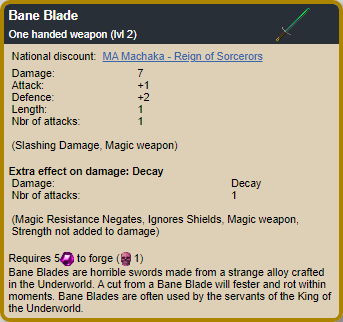 Bane Blade
One handed weapon (lvl 2)
National discount: MA Machaka - Reign of Sorcerors
Damage: 7
Attack: +1
Defence: +2
Length: 1
Nbr of attacks: 1
(Slashing Damage, Magic weapon)
Extra effect on damage: Decay
Damage: Decay
Nbr of attacks: 1
(Magic Resistance Negates, Ignores Shields, Magic weapon,
Strength not added to damage)
Requires 5 to forge ( 1)
Bane Blades are horrible swords made from a strange alloy crafted
in the Underworld. A cut from a Bane Blade will fester and rot within
moments. Bane Blades are often used by the servants of the King of
the Underworld.